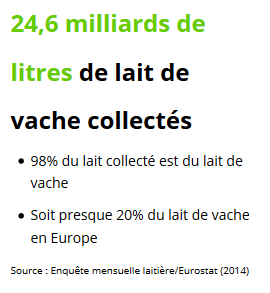 24,6 milliards de
litres de lait de
vache collectés
• 98% du lait collecté est du lait de
vache
• Soit presque 20% du lait de vache
en Europe
Source : Enquête mensuelle laitière/Eurostat (2014)